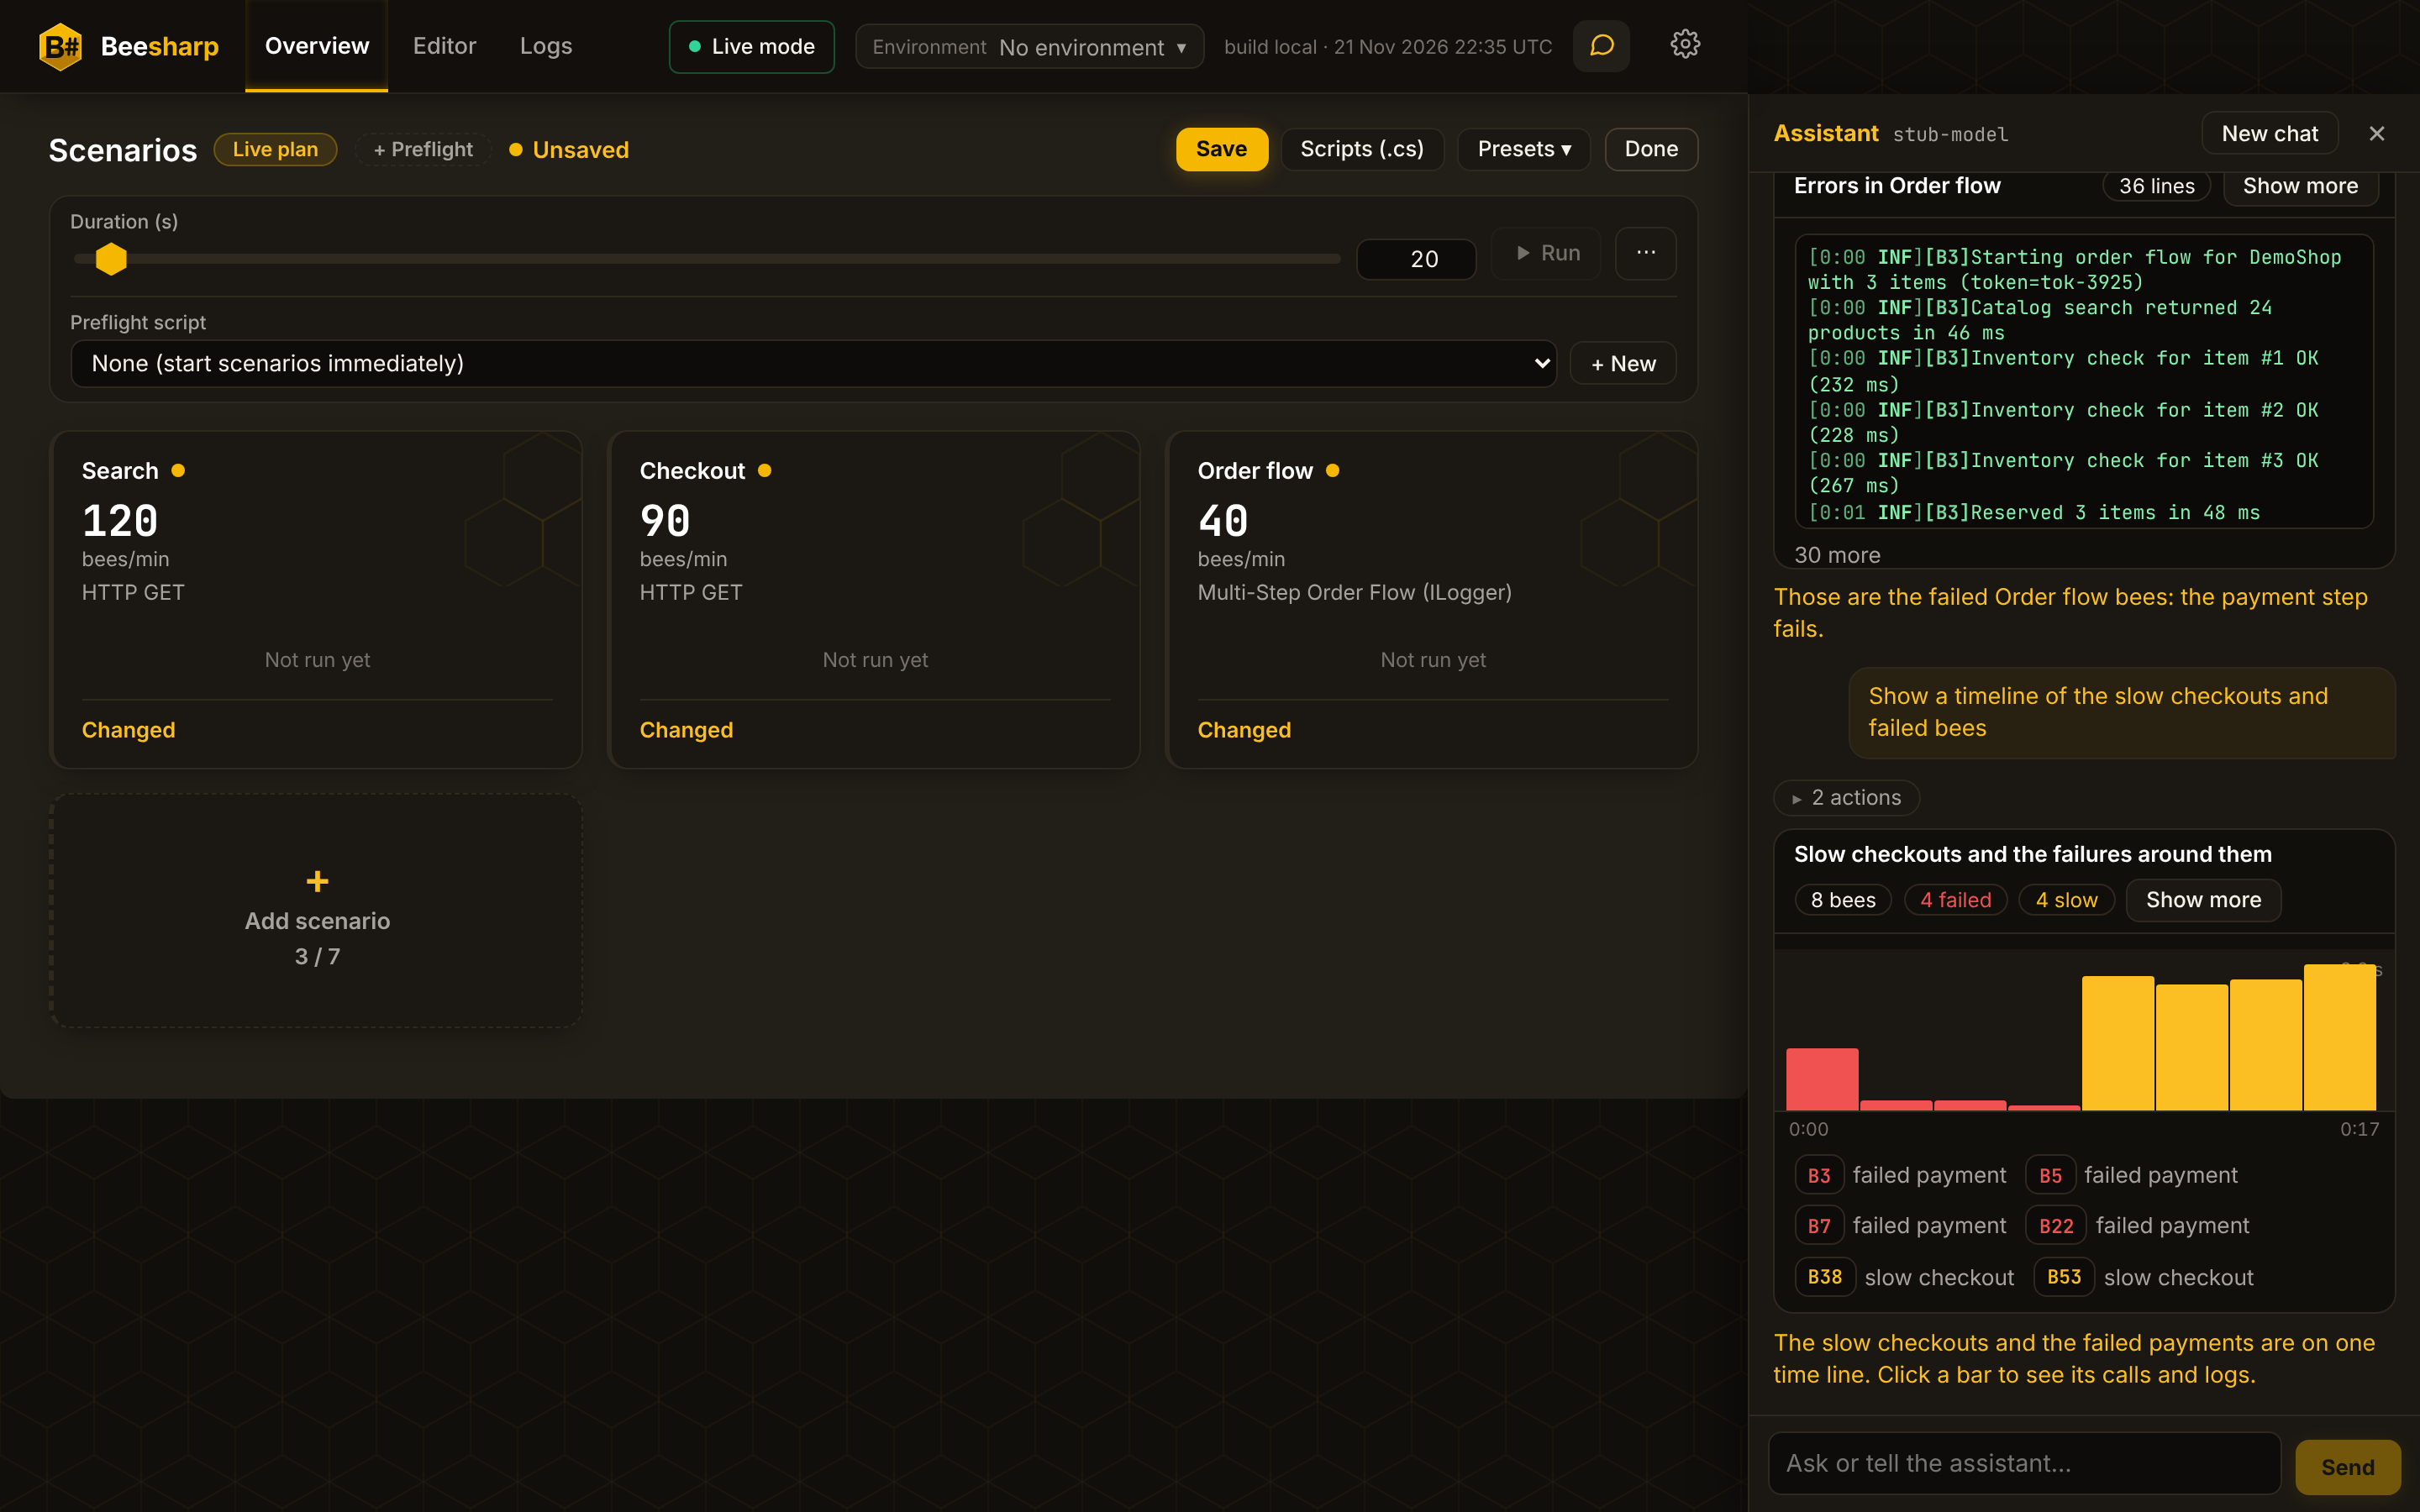 B# Beesharp
Overview
Editor
Logs
Live mode
Environment No environment ▾
build local · 21 Nov 2026 22:35 UTC
Scenarios
Live plan
+ Preflight
Unsaved
Save
Scripts (.cs)
Presets ▾
Done
Duration (s)
20
Run
...
Preflight script
None (start scenarios immediately)
+ New
Search
120
bees/min
HTTP GET
Not run yet
Changed
Checkout
90
bees/min
HTTP GET
Not run yet
Changed
Order flow
40
bees/min
Multi-Step Order Flow (ILogger)
Not run yet
Changed
+
Add scenario
3 / 7
Assistant stub-model
New chat
×
Errors in Order flow
36 lines
Show more
[0:00 INF][B3]Starting order flow for DemoShop
with 3 items (token=tok-3925)
[0:00 INF][B3]Catalog search returned 24
products in 46 ms
[0:00 INF][B3]Inventory check for item #1 OK
(232 ms)
[0:00 INF][B3]Inventory check for item #2 OK
(228 ms)
[0:00 INF][B3]Inventory check for item #3 OK
(267 ms)
[0:01 INF][B3]Reserved 3 items in 48 ms
30 more
Those are the failed Order flow bees: the payment step
fails.
Show a timeline of the slow checkouts and
failed bees
▸ 2 actions
Slow checkouts and the failures around them
8 bees
4 failed
4 slow
Show more
0:00
0:17
B3 failed payment B5 failed payment
B7 failed payment B22 failed payment
B38 slow checkout B53 slow checkout
The slow checkouts and the failed payments are on one
time line. Click a bar to see its calls and logs.
Ask or tell the assistant...
Send